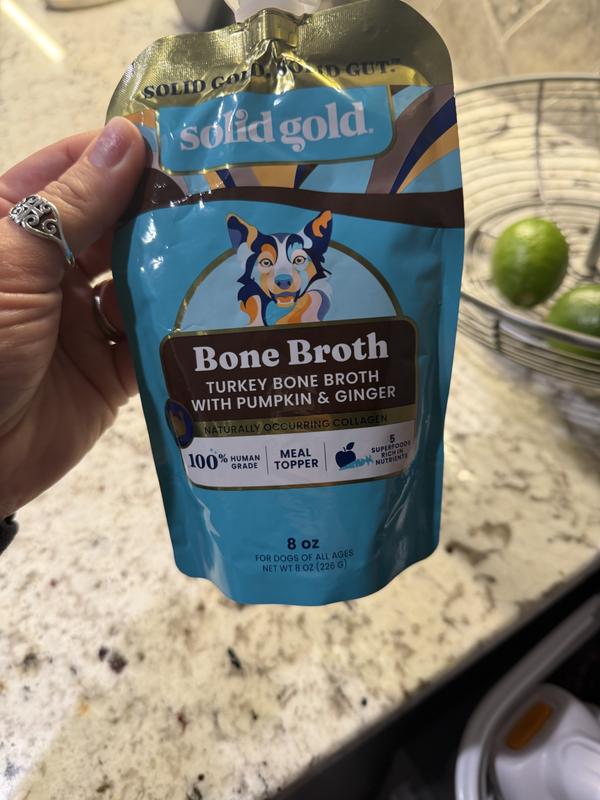 SOLID GOLD, SOLID GUT.™
solid gold®
Bone Broth
TURKEY BONE BROTH
WITH PUMPKIN & GINGER
NATURALLY OCCURRING COLLAGEN
100% HUMAN GRADE
MEAL TOPPER
5 SUPERFOODS RICH IN NUTRIENTS
8 oz
FOR DOGS OF ALL AGES
NET WT 8 OZ (226 G)